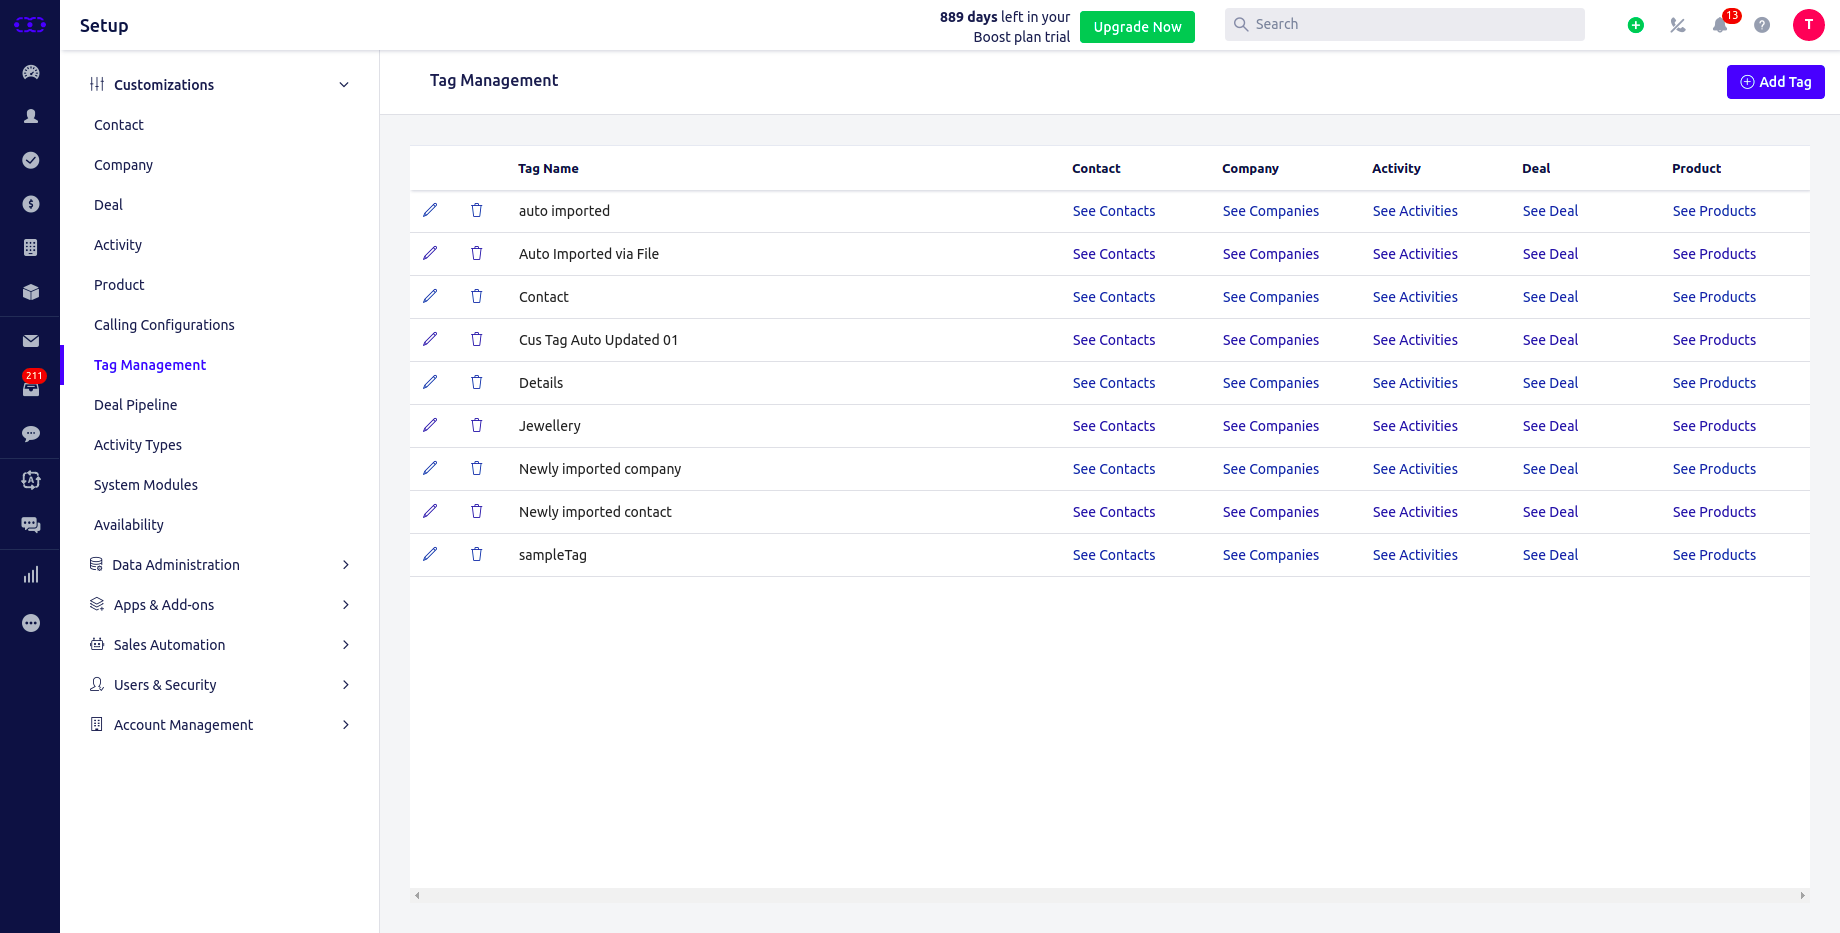 Setup
889 days left in your
Boost plan trial
Upgrade Now
Search
13
?
T
211
A
Customizations
Contact
Company
Deal
Activity
Product
Calling Configurations
Tag Management
Deal Pipeline
Activity Types
System Modules
Availability
Data Administration
Apps & Add-ons
Sales Automation
Users & Security
Account Management
Tag Management
Add Tag
Tag Name Contact Company Activity Deal Product
auto imported See Contacts See Companies See Activities See Deal See Products
Auto Imported via File See Contacts See Companies See Activities See Deal See Products
Contact See Contacts See Companies See Activities See Deal See Products
Cus Tag Auto Updated 01 See Contacts See Companies See Activities See Deal See Products
Details See Contacts See Companies See Activities See Deal See Products
Jewellery See Contacts See Companies See Activities See Deal See Products
Newly imported company See Contacts See Companies See Activities See Deal See Products
Newly imported contact See Contacts See Companies See Activities See Deal See Products
sampleTag See Contacts See Companies See Activities See Deal See Products